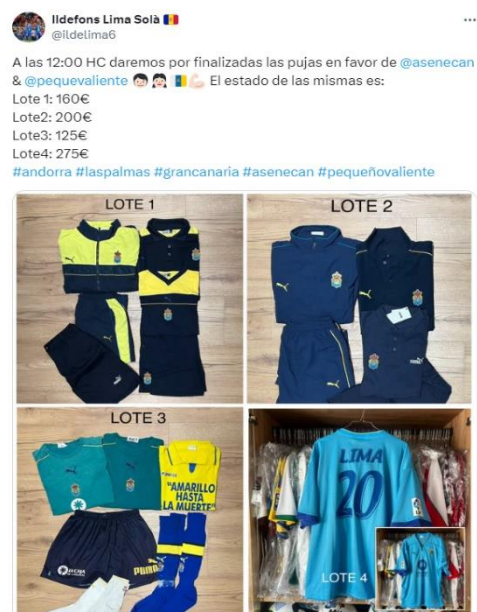 Ildefons Lima Solà
@ildelima6
A las 12:00 HC daremos por finalizadas las pujas en favor de @asenecan
& @pequevaliente El estado de las mismas es:
Lote 1: 160€
Lote2: 200€
Lote3: 125€
Lote4: 275€
#andorra #laspalmas #grancanaria #asenecan #pequeñovaliente
LOTE 1
LOTE 2
LOTE 3
"AMARILLO
HASTA
LA MUERTE"
PUMA
LIMA
20
LOTE 4